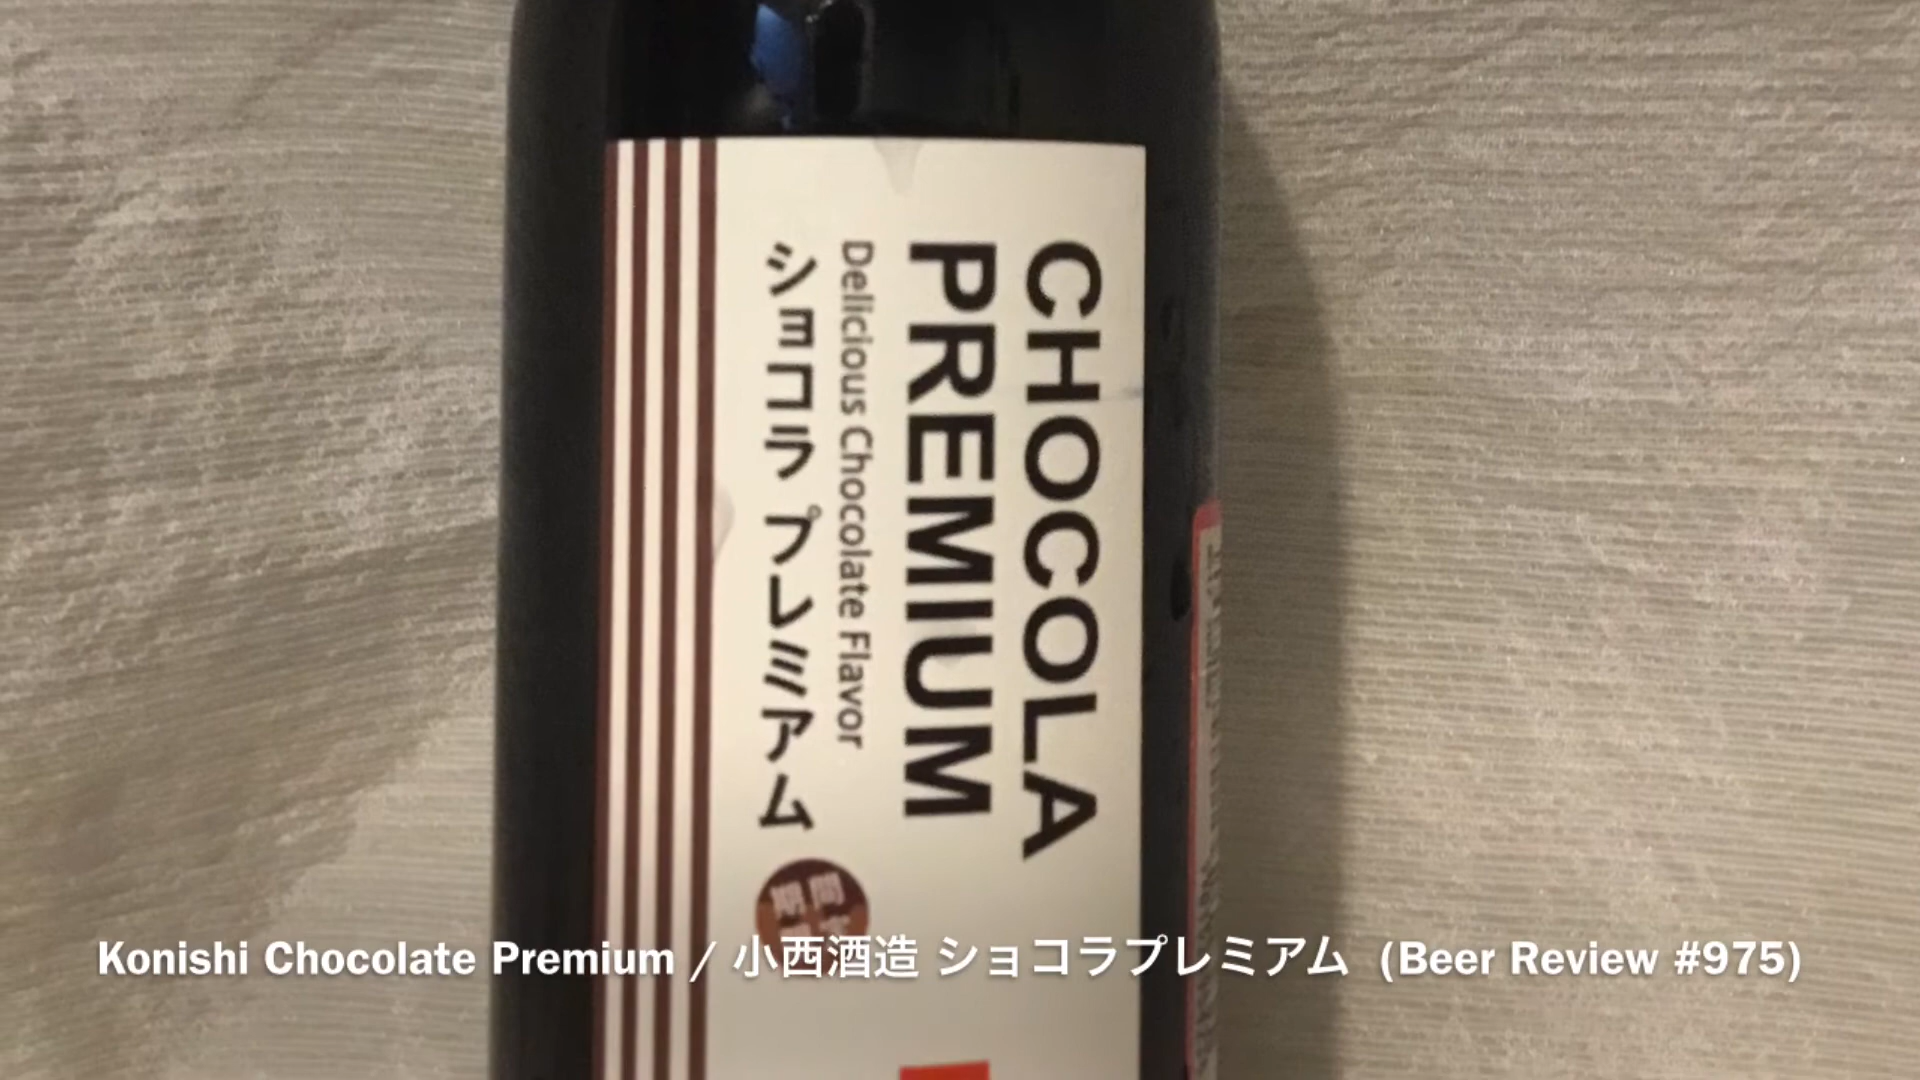 CHOCOLA
PREMIUM
Delicious Chocolate Flavor
ショコラ プレミアム
Konishi Chocolate Premium / 小西酒造 ショコラプレミアム (Beer Review #975)